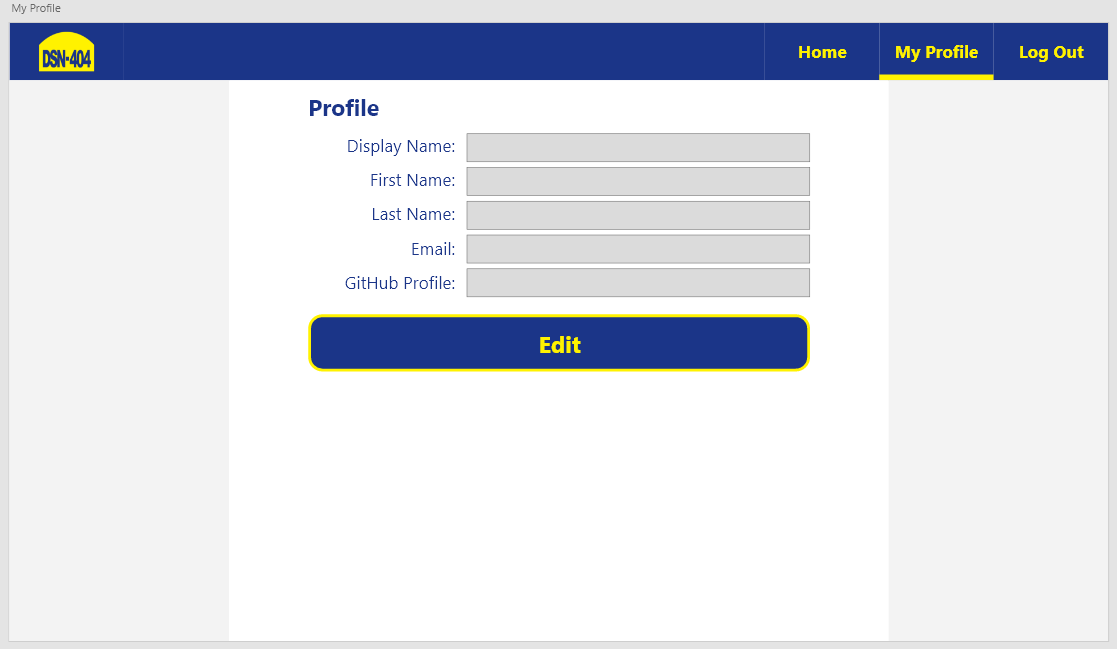 My Profile
DSN-404
Home
My Profile
Log Out
Profile
Display Name:
First Name:
Last Name:
Email:
GitHub Profile:
Edit